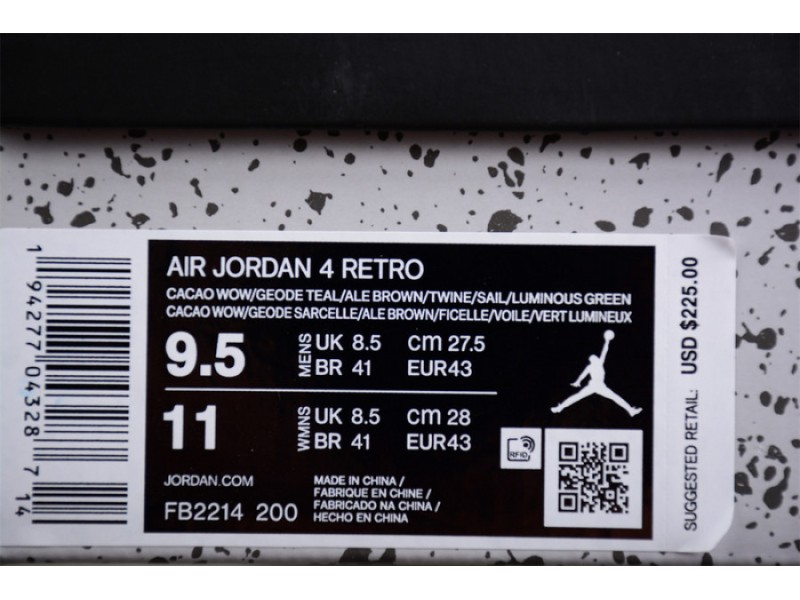 AIR JORDAN 4 RETRO
CACAO WOW/GEODE TEAL/ALE BROWN/TWINE/SAIL/LUMINOUS GREEN
CACAO WOW/GEODE SARCELLE/ALE BROWN/FICELLE/VOILE/VERT LUMINEUX
9.5 MENS UK 8.5 CM 27.5
BR 41 EUR43
11 WMNS UK 8.5 CM 28
BR 41 EUR43
RFID
JORDAN.COM
FB2214 200
MADE IN CHINA /
FABRIQUE EN CHINE /
FABRICADO NA CHINA /
HECHO EN CHINA
1 94277 04328 7 14
SUGGESTED RETAIL: USD $225.00